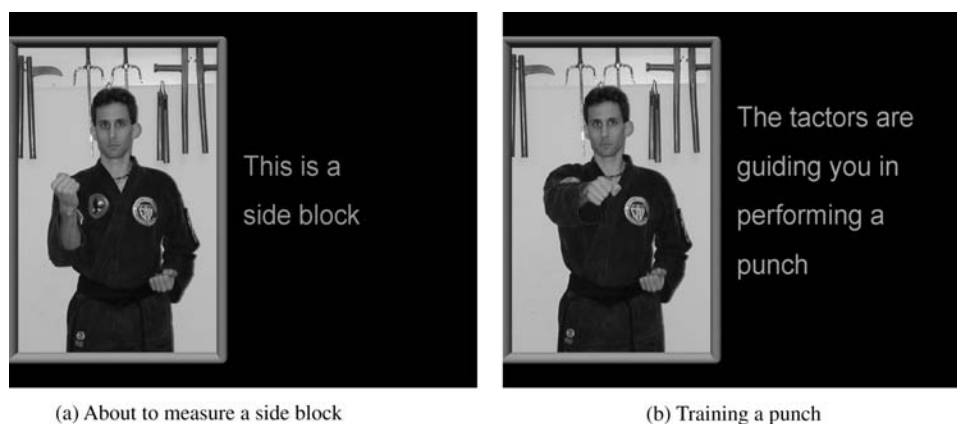 This is a
side block
The tactors are
guiding you in
performing a
punch
(a) About to measure a side block
(b) Training a punch